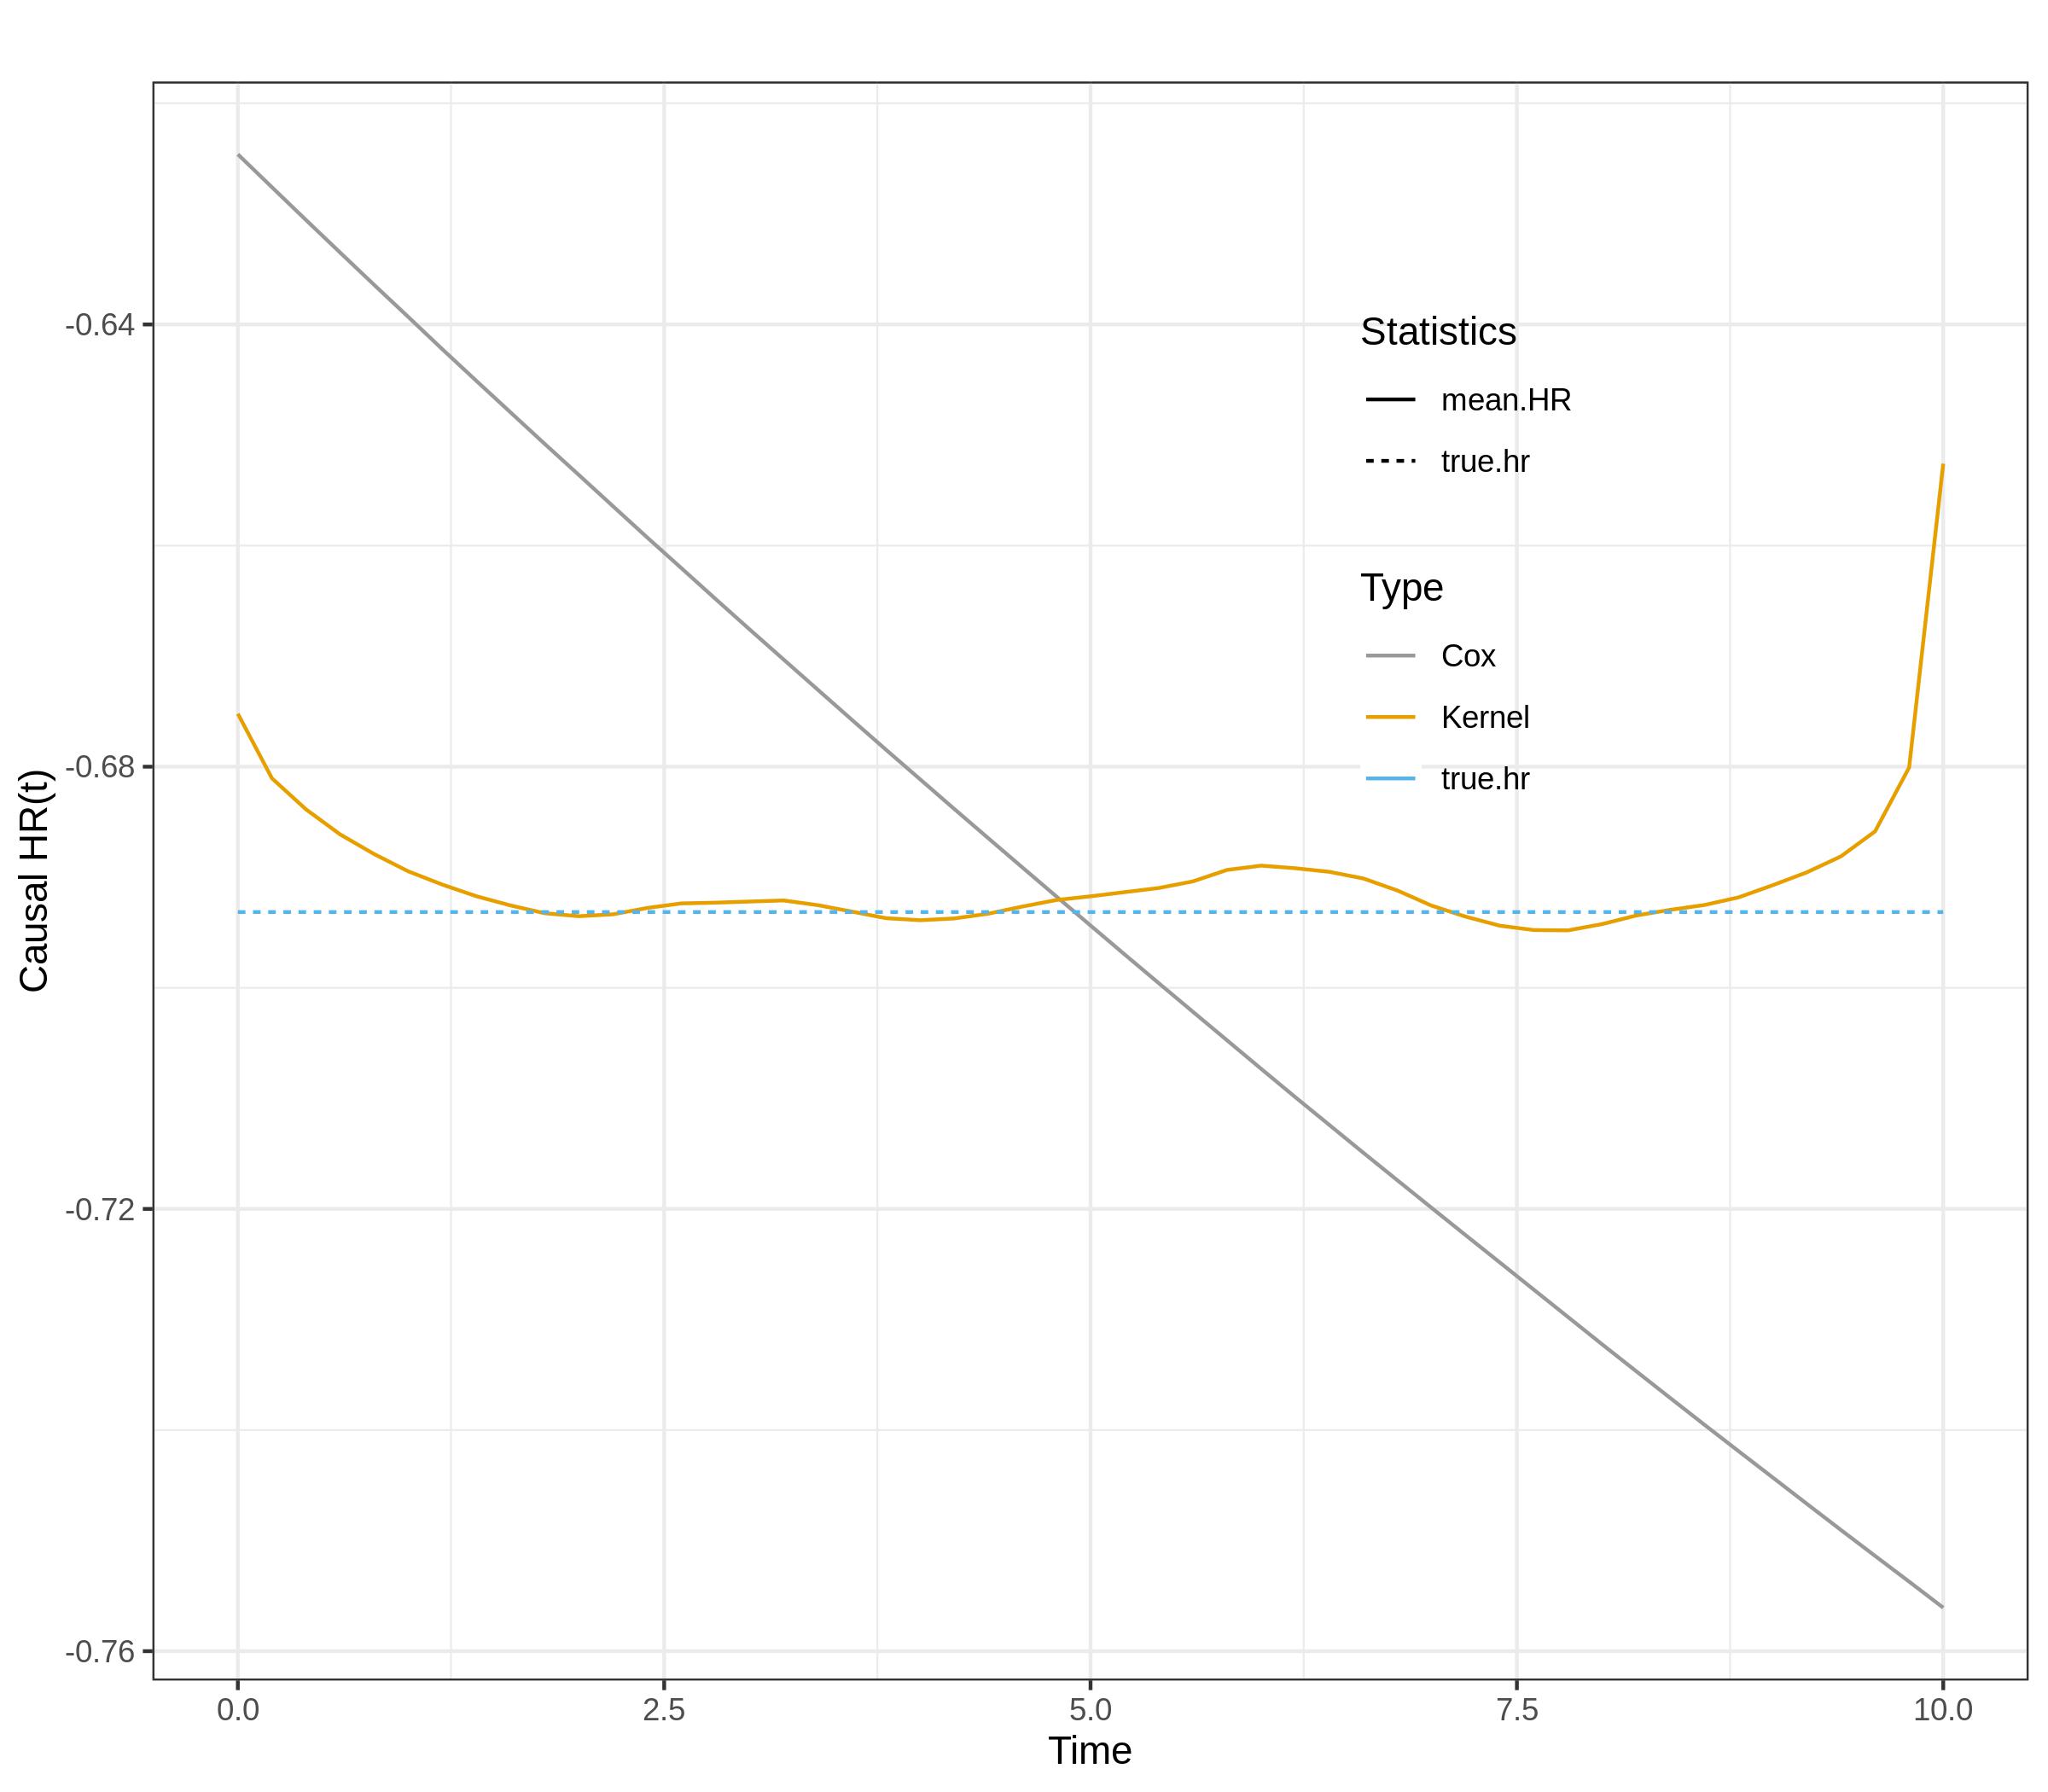 Causal HR(t)
-0.64
-0.68
-0.72
-0.76
Statistics
mean.HR
true.hr
Type
Cox
Kernel
true.hr
0.0
2.5
5.0
7.5
10.0
Time